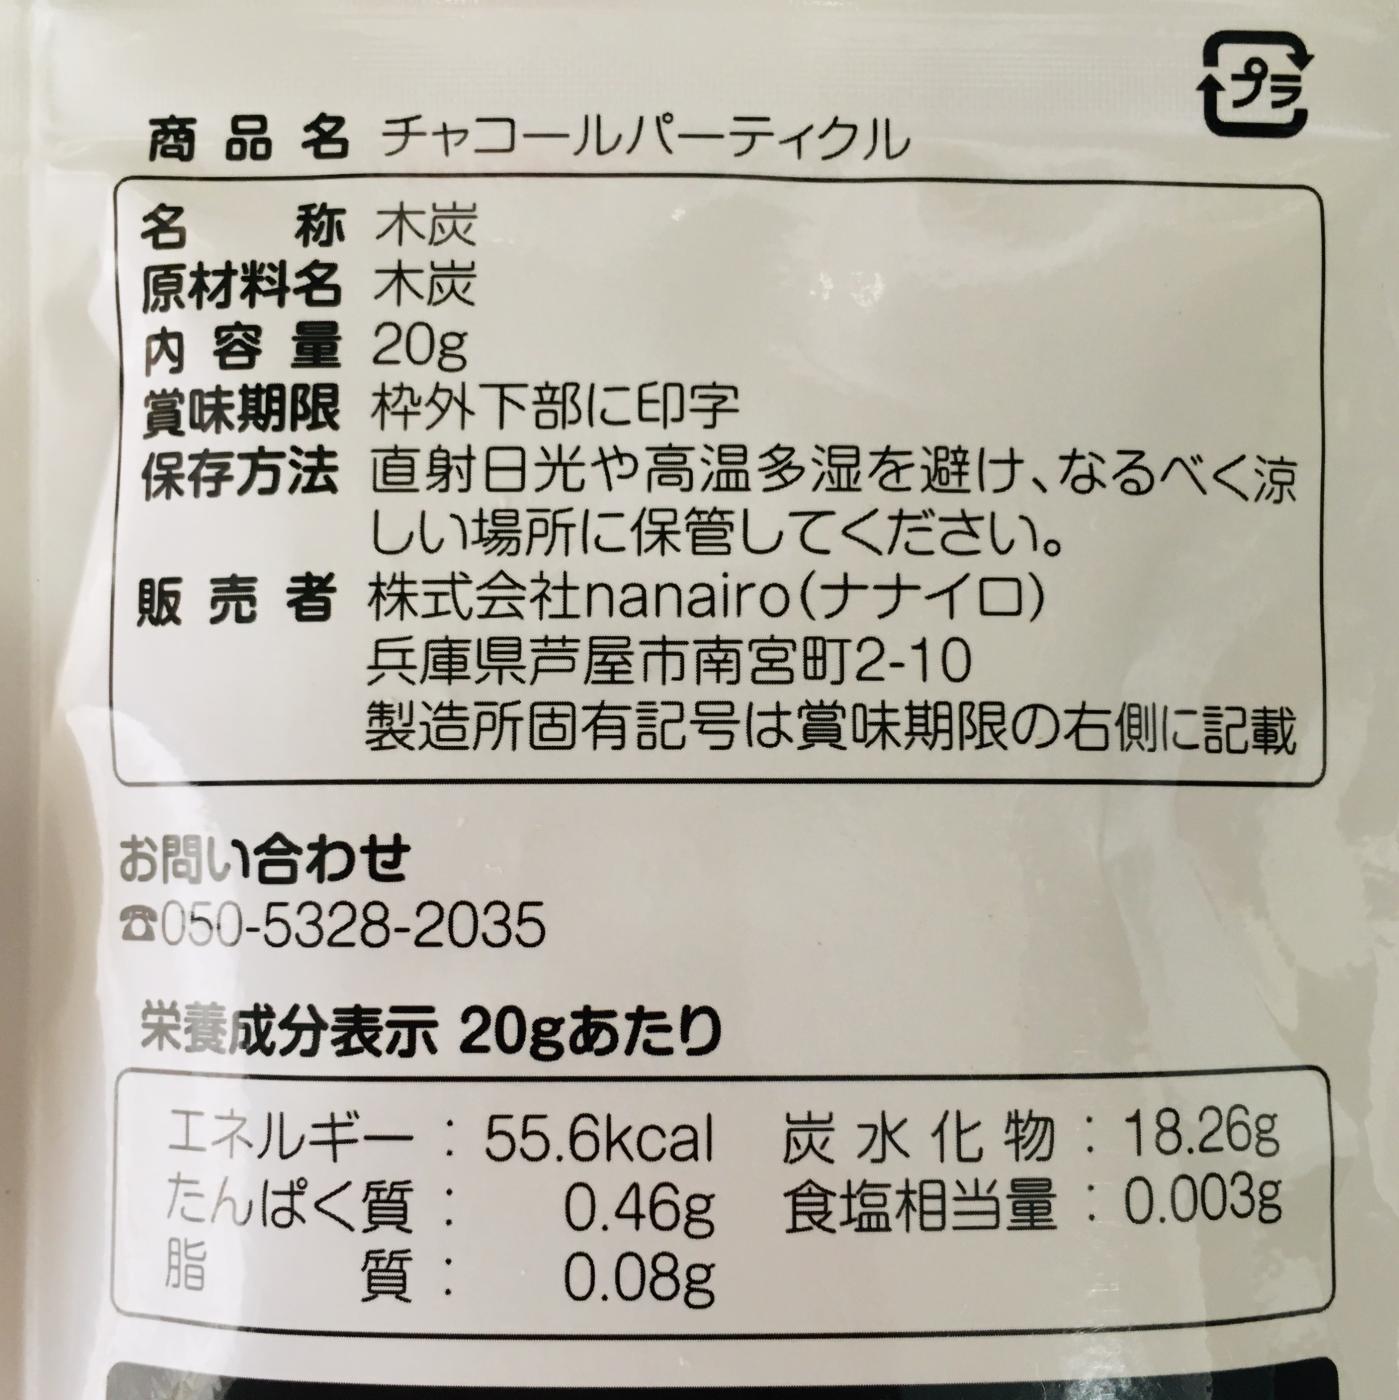 プラ
商品名 チャコールパーティクル
名称 木炭
原材料名 木炭
内容量 20g
賞味期限 枠外下部に印字
保存方法 直射日光や高温多湿を避け、なるべく涼
しい場所に保管してください。
販売者 株式会社nanairo(ナナイロ)
兵庫県芦屋市南宮町2-10
製造所固有記号は賞味期限の右側に記載
お問い合わせ
☎050-5328-2035
栄養成分表示 20gあたり
エネルギー：55.6kcal 炭水化物：18.26g
たんぱく質：0.46g 食塩相当量：0.003g
脂質：0.08g